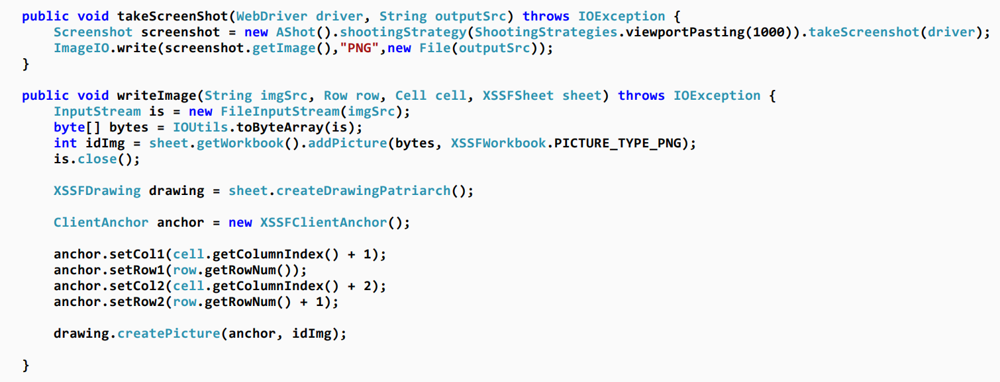 public void takeScreenShot(WebDriver driver, String outputSrc) throws IOException {
    Screenshot screenshot = new AShot().shootingStrategy(ShootingStrategies.viewportPasting(1000)).takeScreenshot(driver);
    ImageIO.write(screenshot.getImage(),"PNG",new File(outputSrc));
}

public void writeImage(String imgSrc, Row row, Cell cell, XSSFSheet sheet) throws IOException {
    InputStream is = new FileInputStream(imgSrc);
    byte[] bytes = IOUtils.toByteArray(is);
    int idImg = sheet.getWorkbook().addPicture(bytes, XSSFWorkbook.PICTURE_TYPE_PNG);
    is.close();

    XSSFDrawing drawing = sheet.createDrawingPatriarch();

    ClientAnchor anchor = new XSSFClientAnchor();

    anchor.setCol1(cell.getColumnIndex() + 1);
    anchor.setRow1(row.getRowNum());
    anchor.setCol2(cell.getColumnIndex() + 2);
    anchor.setRow2(row.getRowNum() + 1);

    drawing.createPicture(anchor, idImg);

}